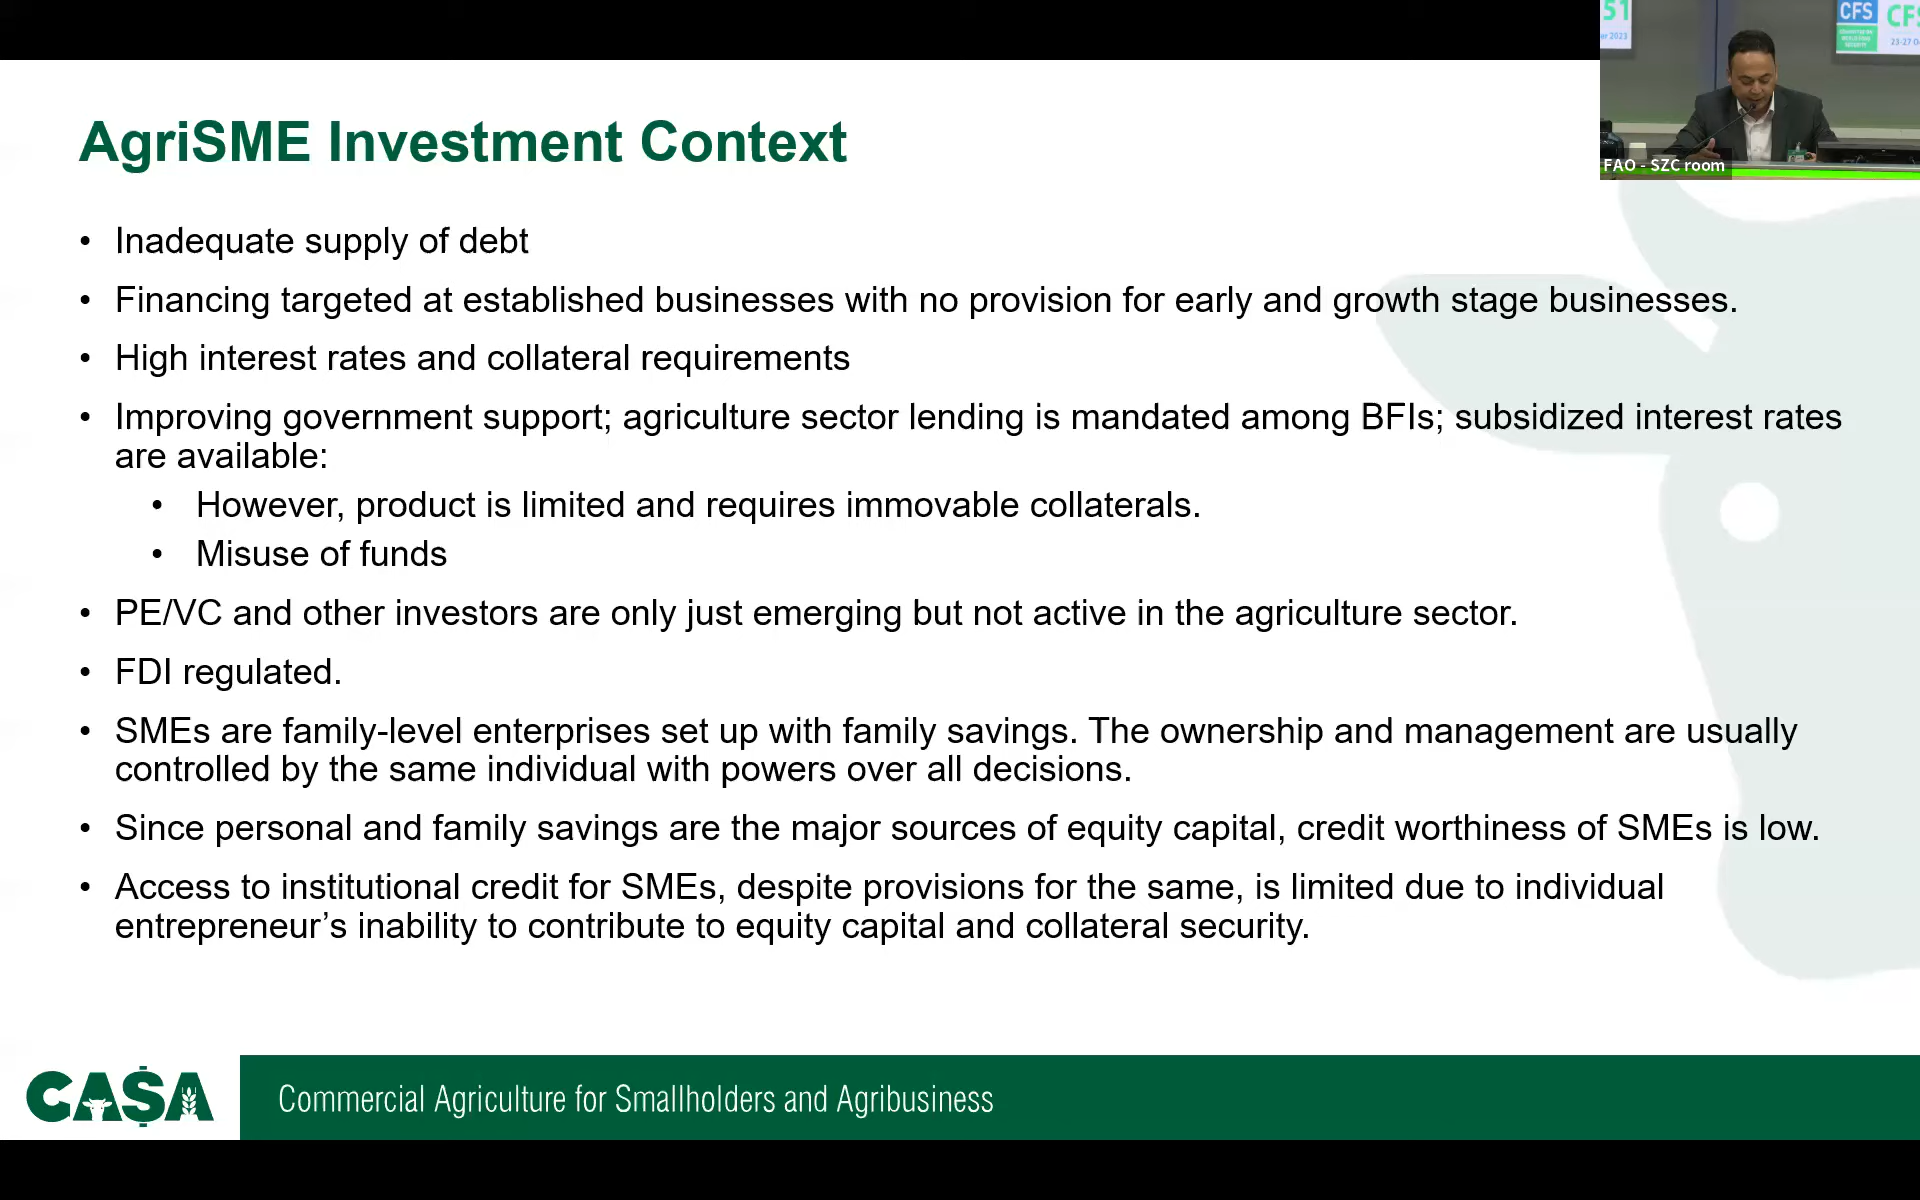 51
er 2023
CFS
CFS
23-27 O
FAO - SZC room
AgriSME Investment Context
• Inadequate supply of debt
• Financing targeted at established businesses with no provision for early and growth stage businesses.
• High interest rates and collateral requirements
• Improving government support; agriculture sector lending is mandated among BFIs; subsidized interest rates
are available:
• However, product is limited and requires immovable collaterals.
• Misuse of funds
• PE/VC and other investors are only just emerging but not active in the agriculture sector.
• FDI regulated.
• SMEs are family-level enterprises set up with family savings. The ownership and management are usually
controlled by the same individual with powers over all decisions.
• Since personal and family savings are the major sources of equity capital, credit worthiness of SMEs is low.
• Access to institutional credit for SMEs, despite provisions for the same, is limited due to individual
entrepreneur’s inability to contribute to equity capital and collateral security.
CA$A
Commercial Agriculture for Smallholders and Agribusiness